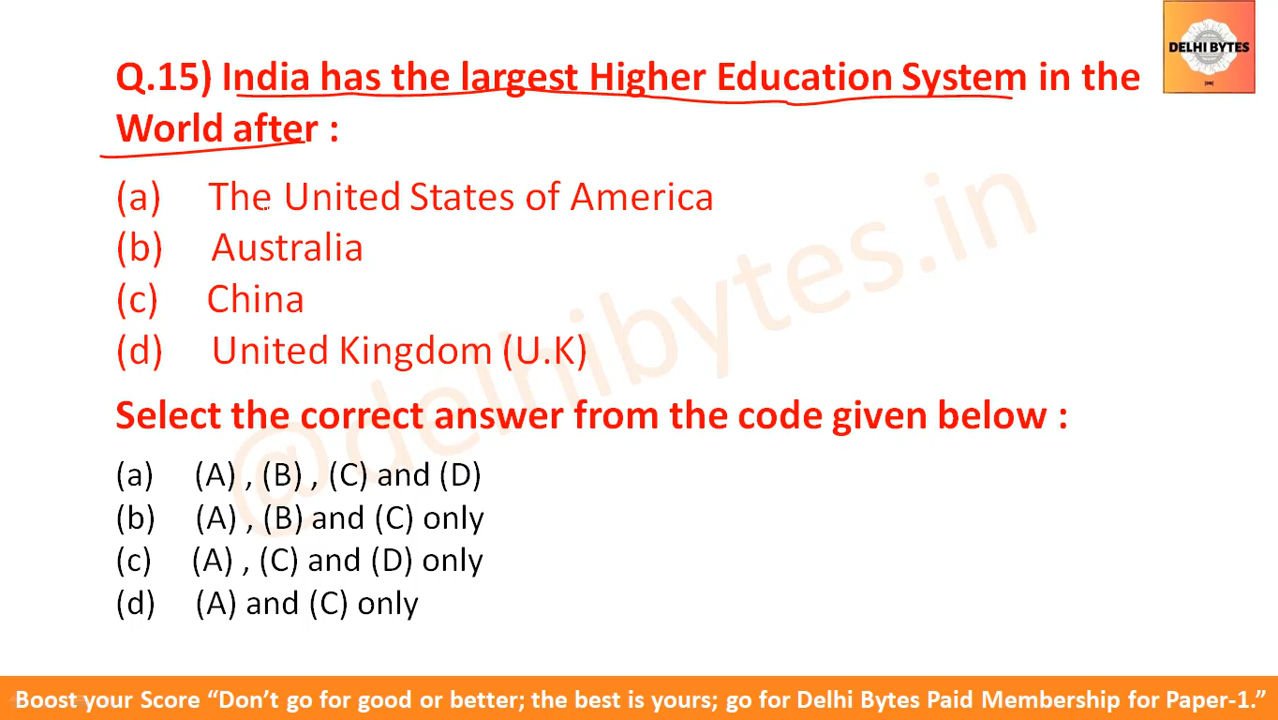 DELHI BYTES
Q.15) India has the largest Higher Education System in the
World after :
(a) The United States of America
(b) Australia
(c) China
(d) United Kingdom (U.K)
Select the correct answer from the code given below :
(a) (A) , (B) , (C) and (D)
(b) (A) , (B) and (C) only
(c) (A) , (C) and (D) only
(d) (A) and (C) only
@delhibytes.in
Boost your Score “Don’t go for good or better; the best is yours; go for Delhi Bytes Paid Membership for Paper-1.”